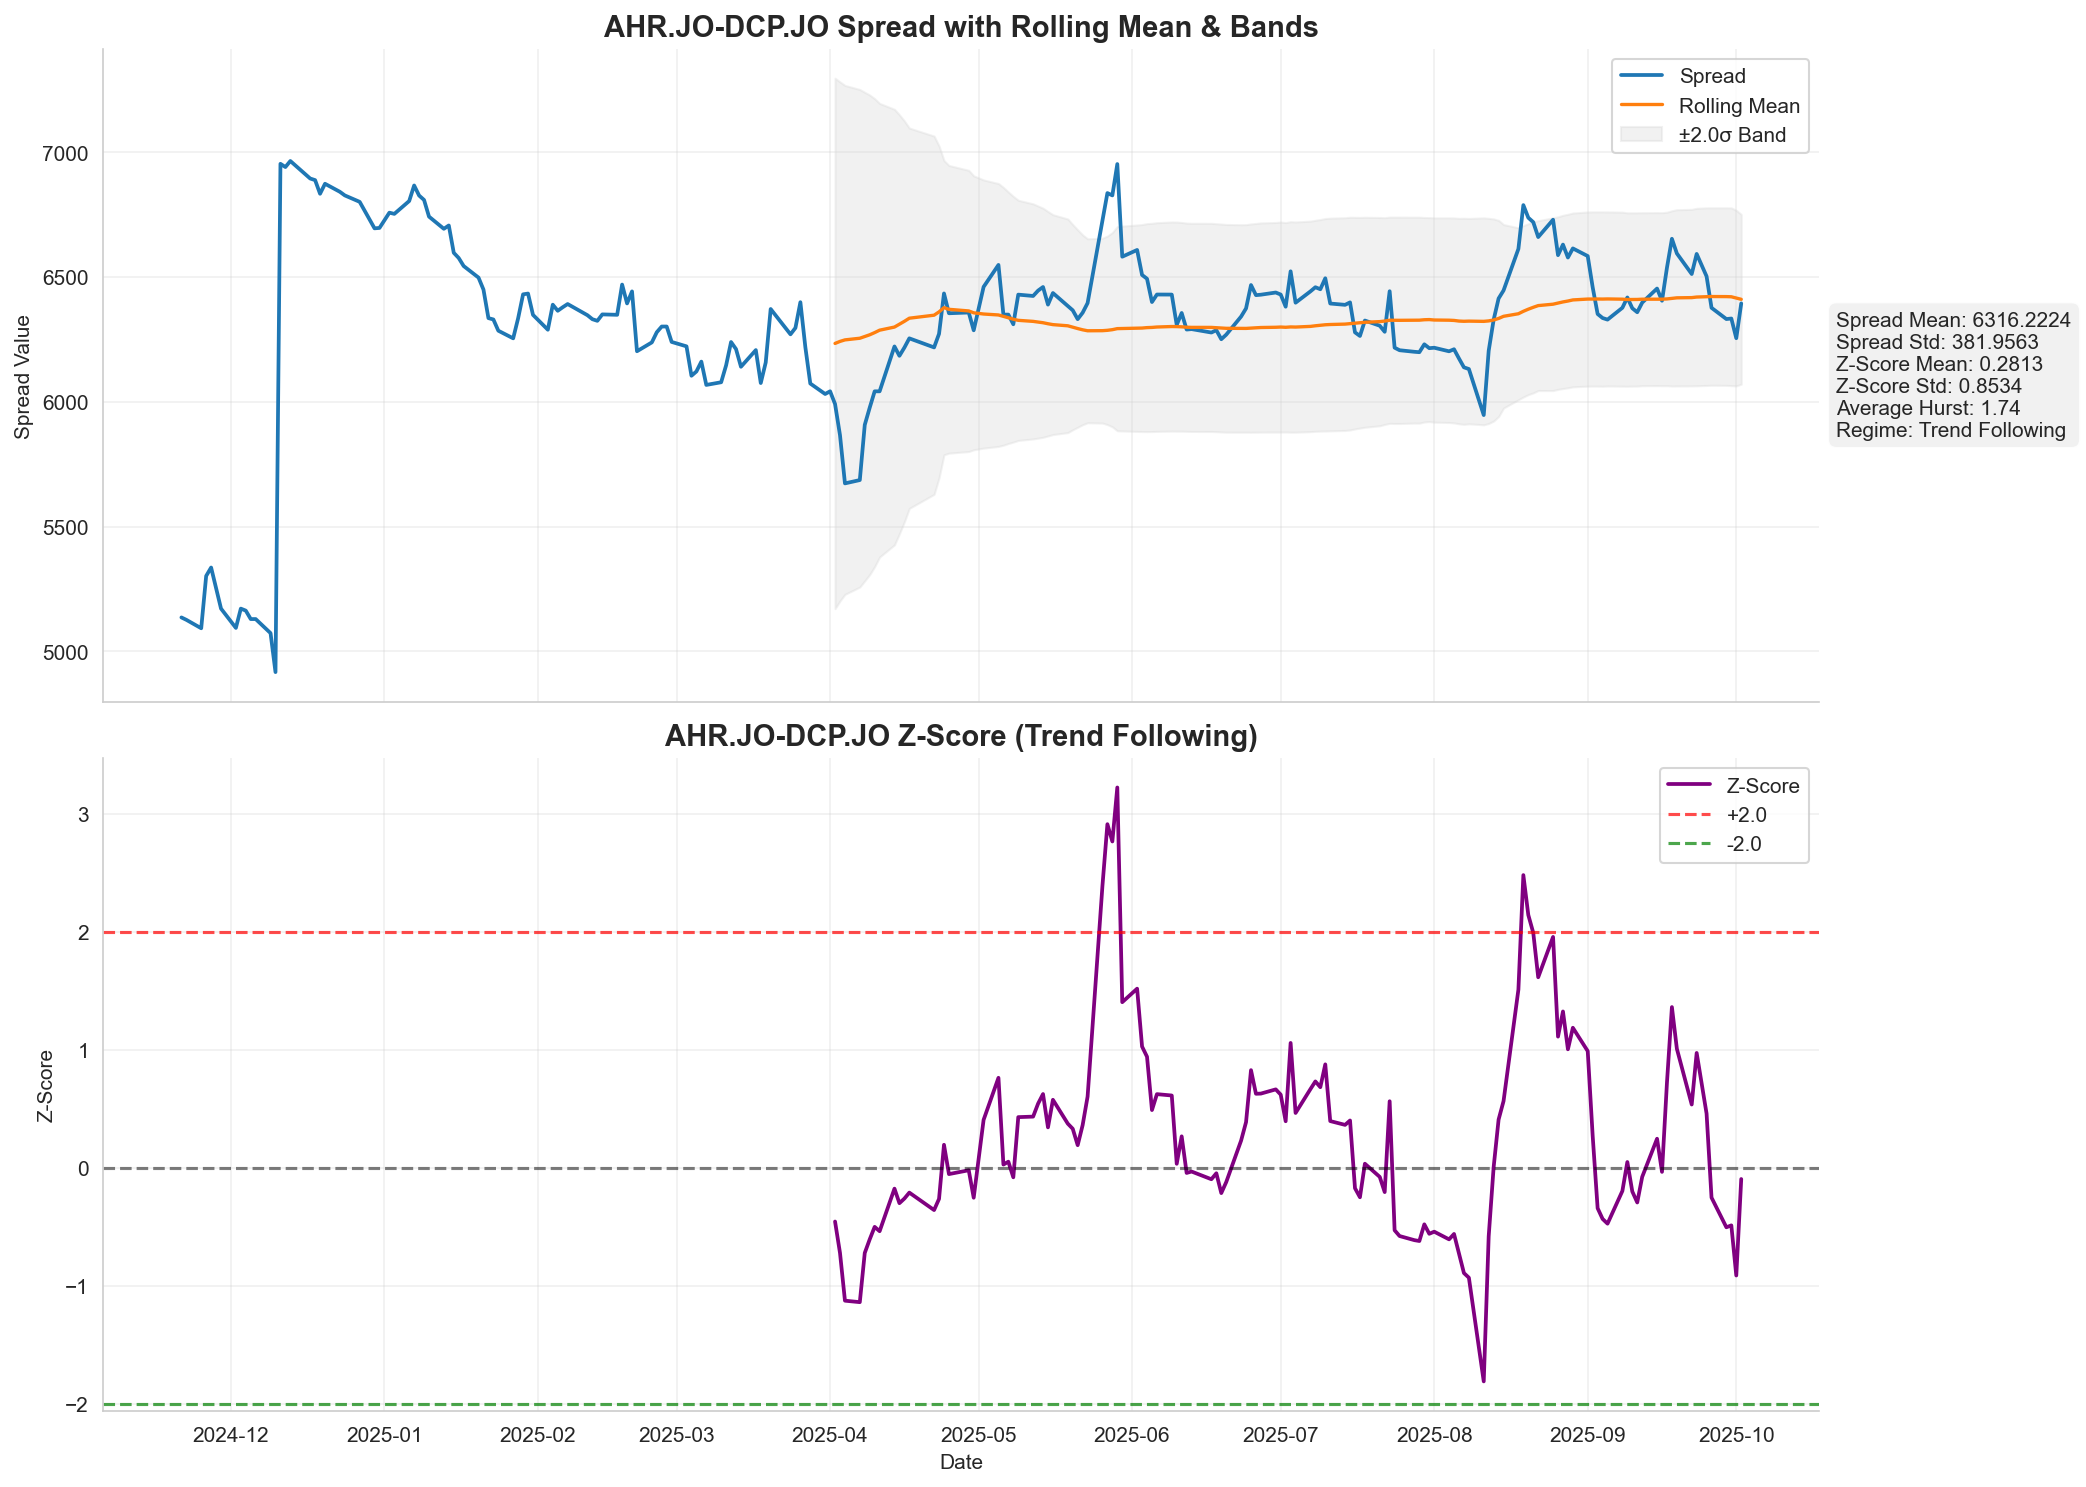 AHR.JO-DCP.JO Spread with Rolling Mean & Bands
Spread Value
7000
6500
6000
5500
5000
Spread
Rolling Mean
±2.0σ Band
Spread Mean: 6316.2224
Spread Std: 381.9563
Z-Score Mean: 0.2813
Z-Score Std: 0.8534
Average Hurst: 1.74
Regime: Trend Following
AHR.JO-DCP.JO Z-Score (Trend Following)
Z-Score
3
2
1
0
−1
−2
Z-Score
+2.0
-2.0
2024-12 2025-01 2025-02 2025-03 2025-04 2025-05 2025-06 2025-07 2025-08 2025-09 2025-10
Date